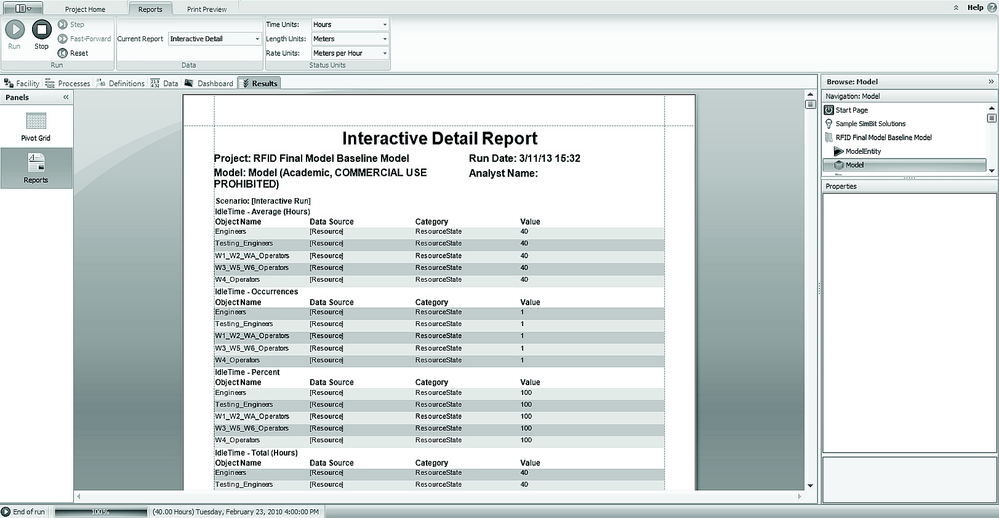 Project Home Reports Print Preview Help
Run Stop Step
Fast-Forward
Reset
Run
Current Report Interactive Detail
Data
Time Units: Hours
Length Units: Meters
Rate Units: Meters per Hour
Status Units
Facility Processes Definitions Data Dashboard Results
Panels
Pivot Grid
Reports
Interactive Detail Report
Project: RFID Final Model Baseline Model Run Date: 3/11/13 15:32
Model: Model (Academic, COMMERCIAL USE PROHIBITED) Analyst Name:
Scenario: [Interactive Run]
IdleTime - Average (Hours)
Object Name Data Source Category Value
Engineers [Resource] ResourceState 40
Testing_Engineers [Resource] ResourceState 40
W1_W2_WA_Operators [Resource] ResourceState 40
W3_W5_W6_Operators [Resource] ResourceState 40
W4_Operators [Resource] ResourceState 40
IdleTime - Occurrences
Object Name Data Source Category Value
Engineers [Resource] ResourceState 1
Testing_Engineers [Resource] ResourceState 1
W1_W2_WA_Operators [Resource] ResourceState 1
W3_W5_W6_Operators [Resource] ResourceState 1
W4_Operators [Resource] ResourceState 1
IdleTime - Percent
Object Name Data Source Category Value
Engineers [Resource] ResourceState 100
Testing_Engineers [Resource] ResourceState 100
W1_W2_WA_Operators [Resource] ResourceState 100
W3_W5_W6_Operators [Resource] ResourceState 100
W4_Operators [Resource] ResourceState 100
IdleTime - Total (Hours)
Object Name Data Source Category Value
Engineers [Resource] ResourceState 40
Testing_Engineers [Resource] ResourceState 40
Browse: Model
Navigation: Model
Start Page
Sample SimBit Solutions
RFID Final Model Baseline Model
ModelEntity
Model
Properties
End of run 100% (40.00 Hours) Tuesday, February 23, 2010 4:00:00 PM